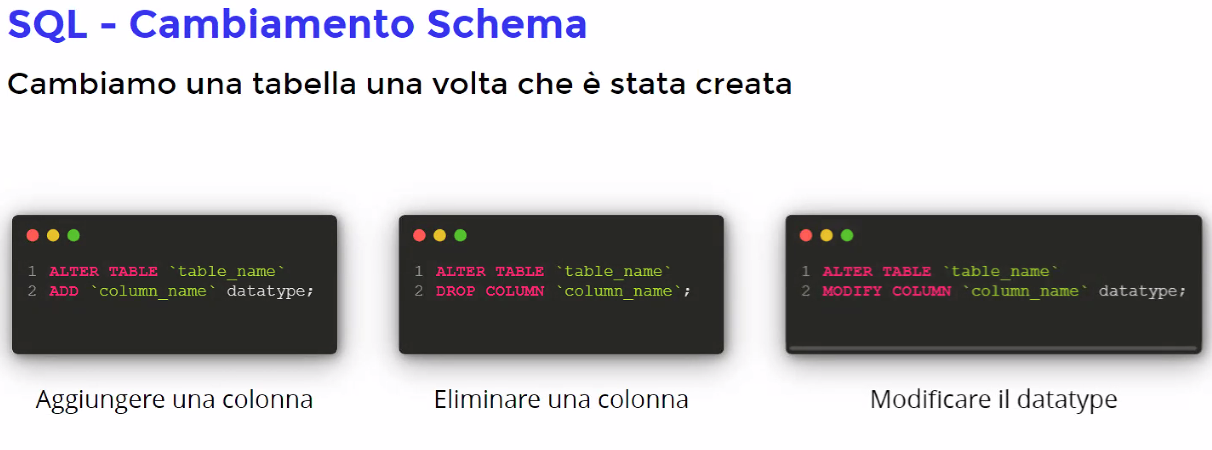 SQL - Cambiamento Schema
Cambiamo una tabella una volta che è stata creata
1 ALTER TABLE `table_name`
2 ADD `column_name` datatype;
Aggiungere una colonna
1 ALTER TABLE `table_name`
2 DROP COLUMN `column_name`;
Eliminare una colonna
1 ALTER TABLE `table_name`
2 MODIFY COLUMN `column_name` datatype;
Modificare il datatype